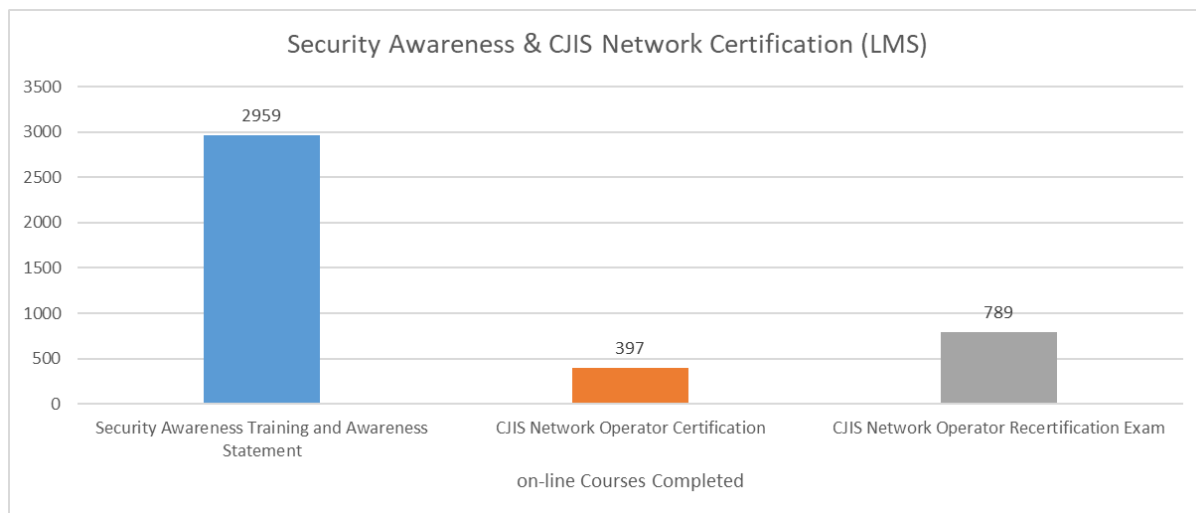 Security Awareness & CJIS Network Certification (LMS)
3500
3000
2500
2000
1500
1000
500
0
2959
397
789
Security Awareness Training and Awareness
Statement
CJIS Network Operator Certification
CJIS Network Operator Recertification Exam
on-line Courses Completed